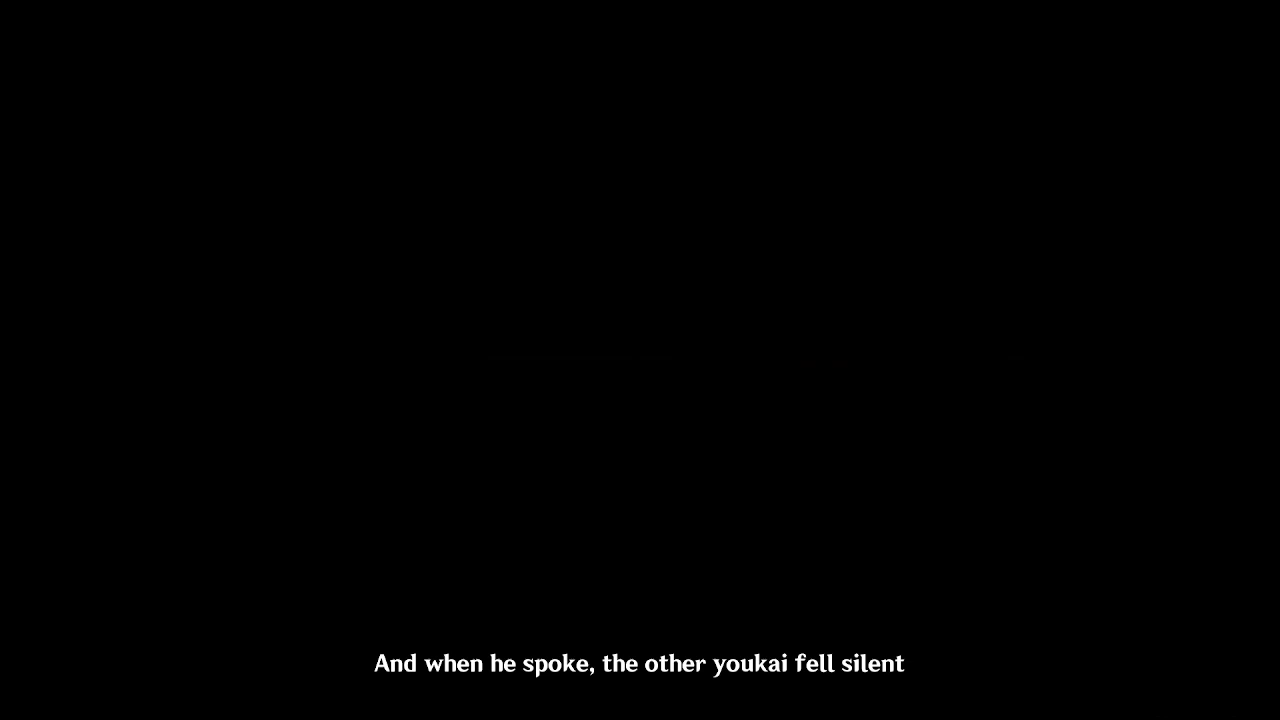 And when he spoke, the other youkai fell silent